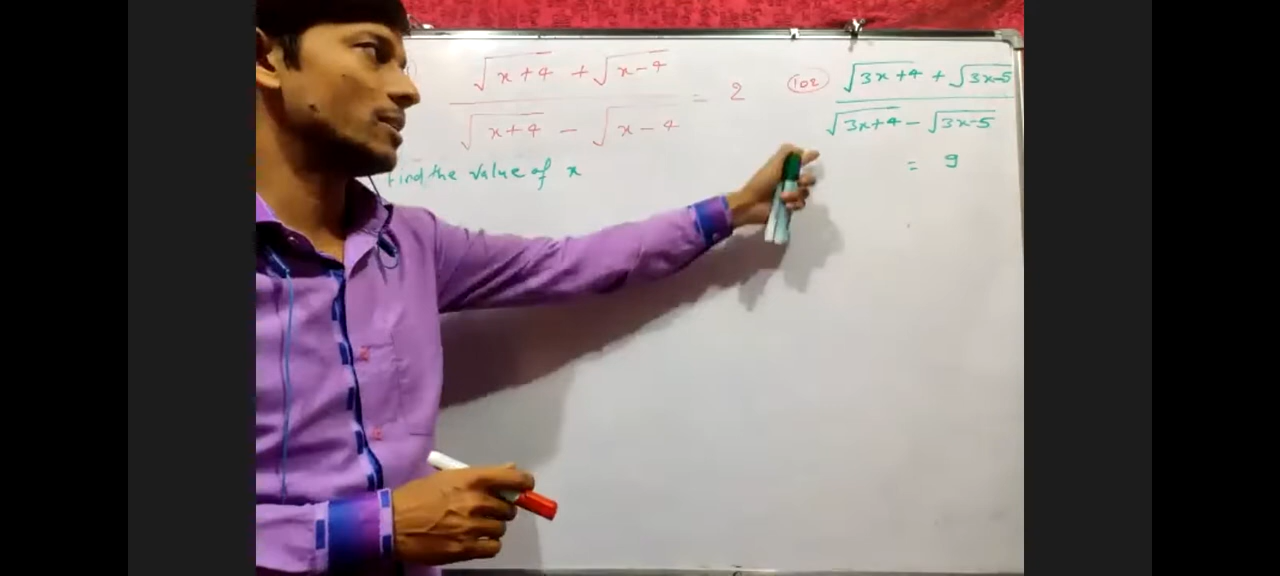 √x+4 + √x-4
√x+4 - √x-4
= 2
Find the value of x
102
√3x+4 + √3x-5
√3x+4 - √3x-5
= 9